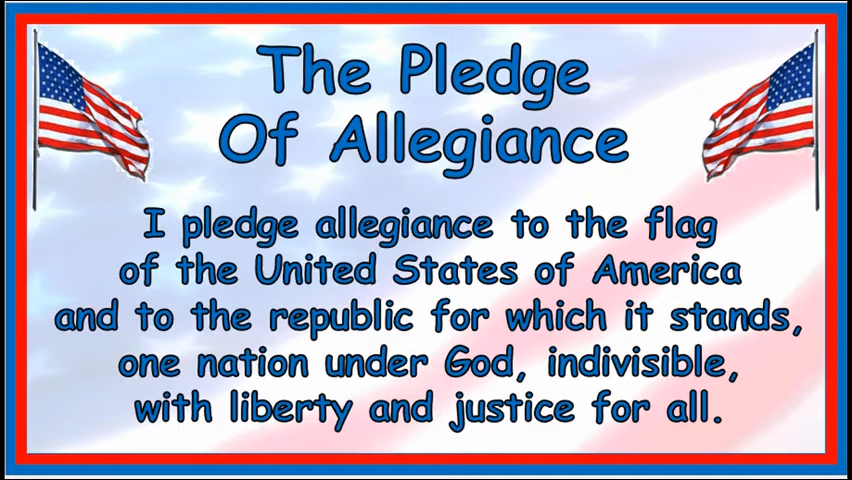 The Pledge
Of Allegiance
I pledge allegiance to the flag
of the United States of America
and to the republic for which it stands,
one nation under God, indivisible,
with liberty and justice for all.